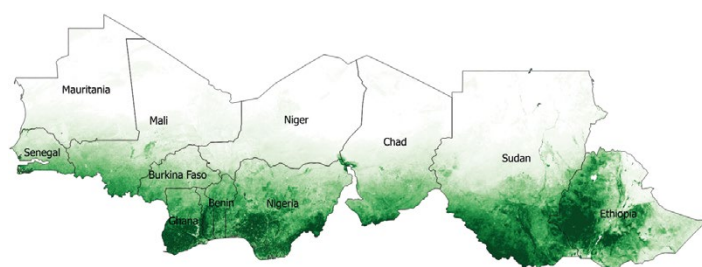 Mauritania
Mali
Niger
Chad
Sudan
Senegal
Burkina Faso
Ghana
Benin
Nigeria
Ethiopia